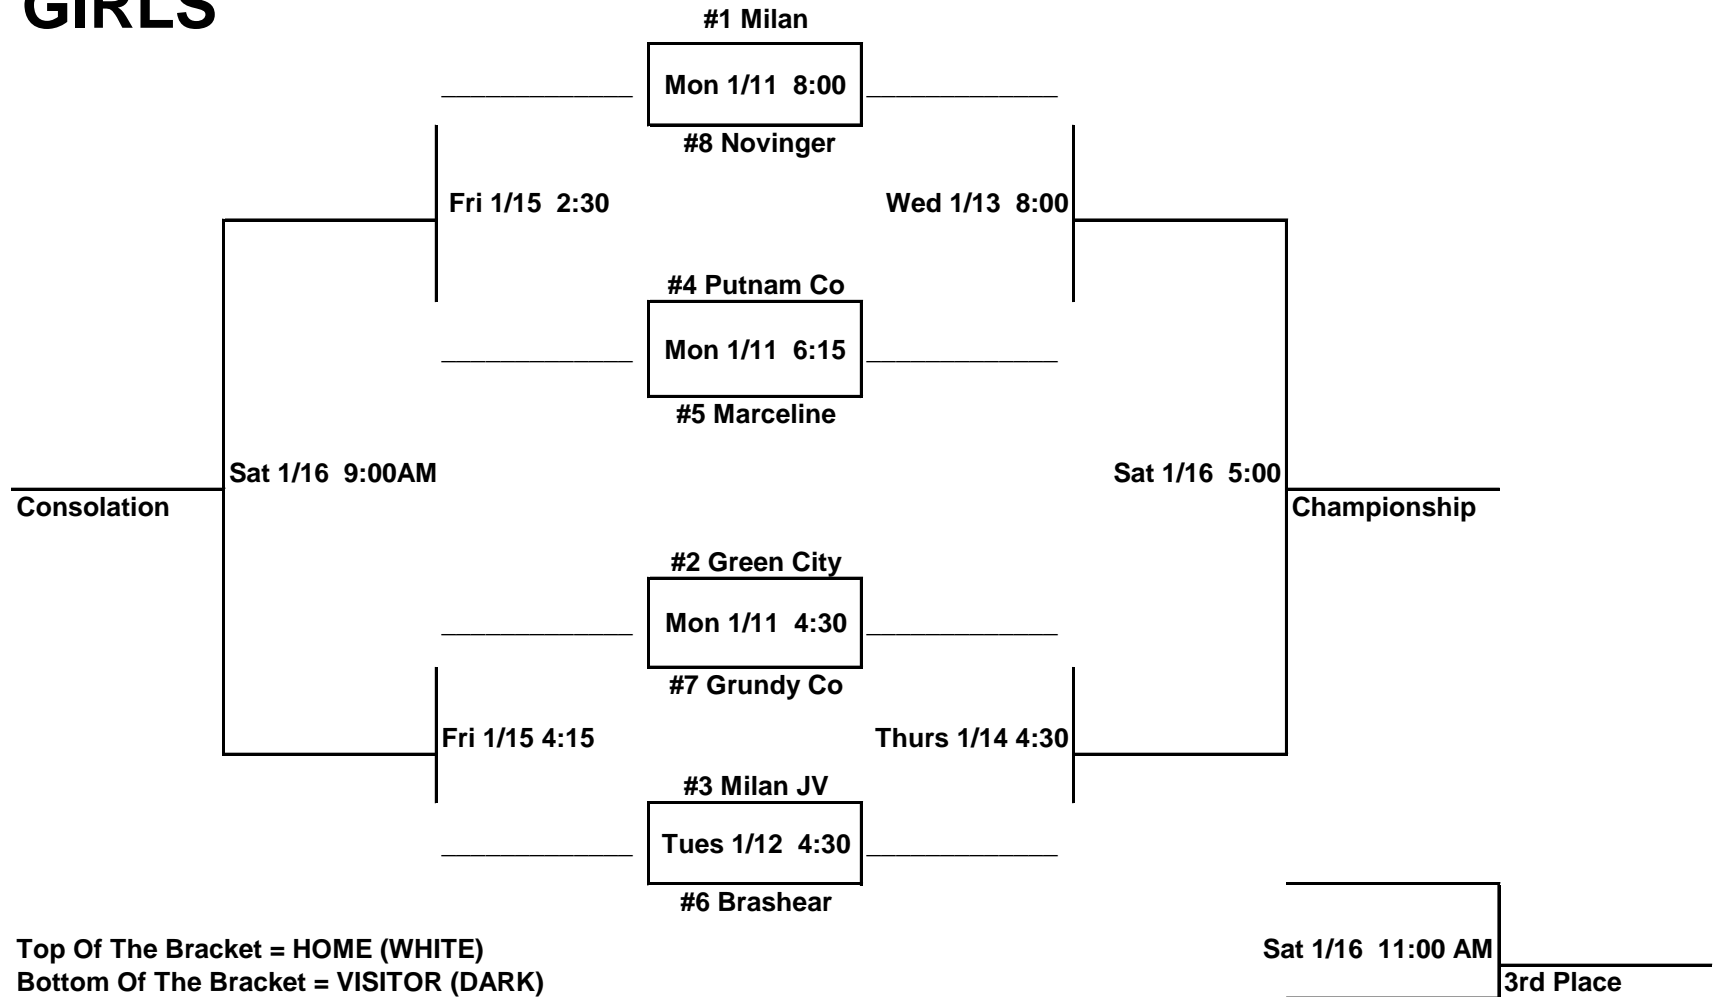 GIRLS
#1 Milan
Mon 1/11  8:00
#8 Novinger
Fri 1/15  2:30
Wed 1/13  8:00
#4 Putnam Co
Mon 1/11  6:15
#5 Marceline
Sat 1/16  9:00AM
Sat 1/16  5:00
Consolation
Championship
#2 Green City
Mon 1/11  4:30
#7 Grundy Co
Fri 1/15 4:15
Thurs 1/14 4:30
#3 Milan JV
Tues 1/12  4:30
#6 Brashear
Top Of The Bracket = HOME (WHITE)
Sat 1/16  11:00 AM
Bottom Of The Bracket = VISITOR (DARK)
3rd Place